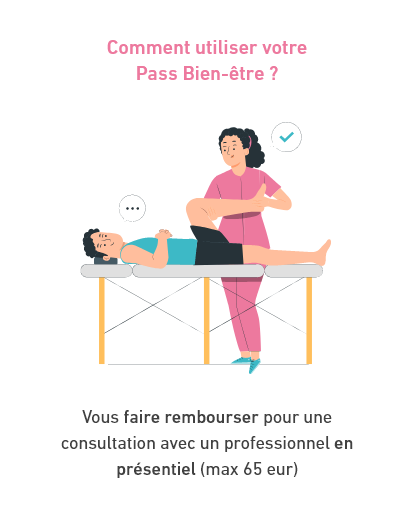 Comment utiliser votre
Pass Bien-être ?
Vous faire rembourser pour une
consultation avec un professionnel en
présentiel (max 65 eur)